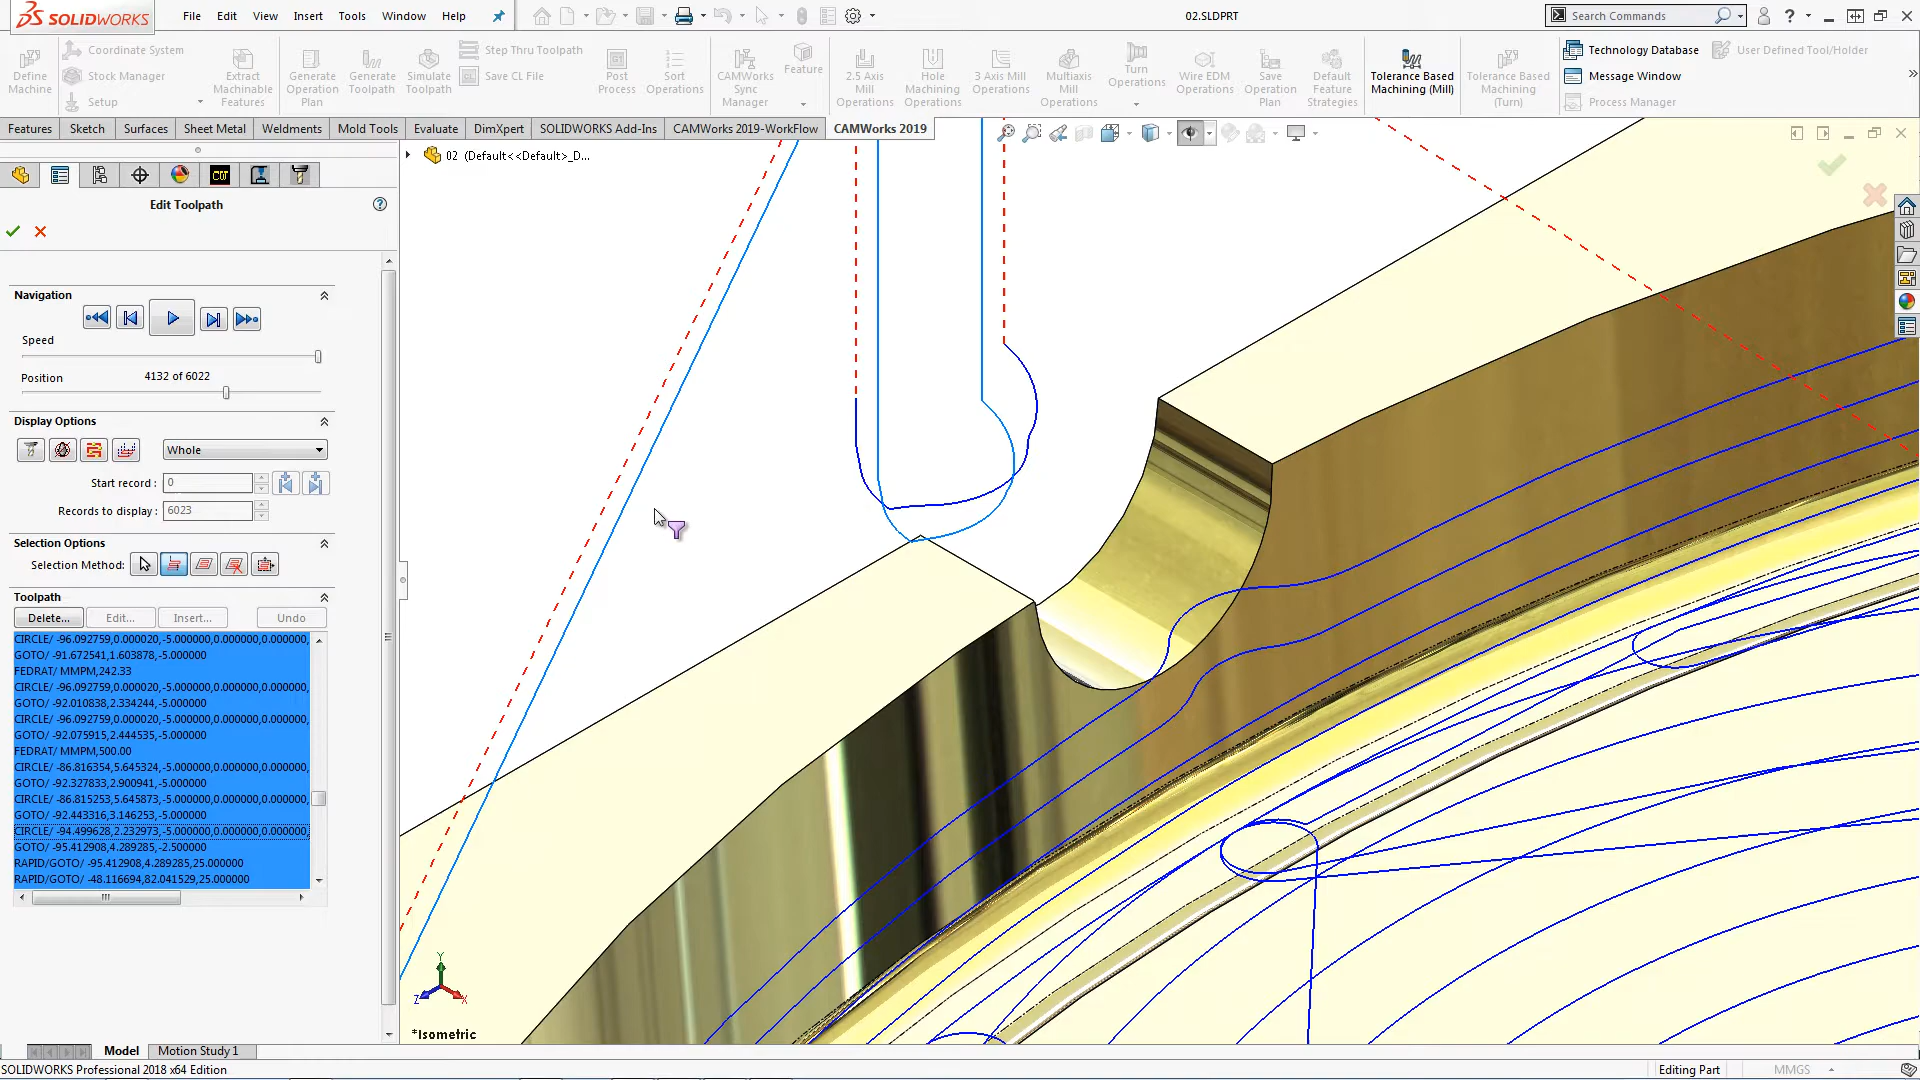 SOLIDWORKS
File Edit View Insert Tools Window Help
02.SLDPRT
Search Commands
Define Machine
Coordinate System
Stock Manager
Setup
Extract Machinable Features
Generate Operation Plan
Generate Toolpath
Simulate Toolpath
Step Thru Toolpath
Save CL File
Post Process
Sort Operations
CAMWorks Sync Manager
Feature
2.5 Axis Mill Operations
Hole Machining Operations
3 Axis Mill Operations
Multiaxis Mill Operations
Turn Operations
Wire EDM Operations
Save Operation Plan
Default Feature Strategies
Tolerance Based Machining (Mill)
Tolerance Based Machining (Turn)
Technology Database
Message Window
Process Manager
User Defined Tool/Holder
Features Sketch Surfaces Sheet Metal Weldments Mold Tools Evaluate DimXpert SOLIDWORKS Add-Ins CAMWorks 2019-WorkFlow CAMWorks 2019
02 (Default<<Default>_D...
Edit Toolpath
Navigation
Speed
Position 4132 of 6022
Display Options
Whole
Start record : 0
Records to display : 6023
Selection Options
Selection Method:
Toolpath
Delete... Edit... Insert... Undo
CIRCLE/ -96.092759,0.000020,-5.000000,0.000000,0.000000,
GOTO/ -91.672541,1.603878,-5.000000
FEDRAT/ MMPM,242.33
CIRCLE/ -96.092759,0.000020,-5.000000,0.000000,0.000000,
GOTO/ -92.010838,2.334244,-5.000000
CIRCLE/ -96.092759,0.000020,-5.000000,0.000000,0.000000,
GOTO/ -92.075915,2.444535,-5.000000
FEDRAT/ MMPM,500.00
CIRCLE/ -86.816354,5.645324,-5.000000,0.000000,0.000000,
GOTO/ -92.327833,2.900941,-5.000000
CIRCLE/ -86.815253,5.645873,-5.000000,0.000000,0.000000,
GOTO/ -92.443316,3.146253,-5.000000
CIRCLE/ -94.499628,2.232973,-5.000000,0.000000,0.000000,
GOTO/ -95.412908,4.289285,-2.500000
RAPID/GOTO/ -95.412908,4.289285,25.000000
RAPID/GOTO/ -48.116694,82.041529,25.000000
Y
Z
X
*Isometric
Model Motion Study 1
SOLIDWORKS Professional 2018 x64 Edition
Editing Part
MMGS